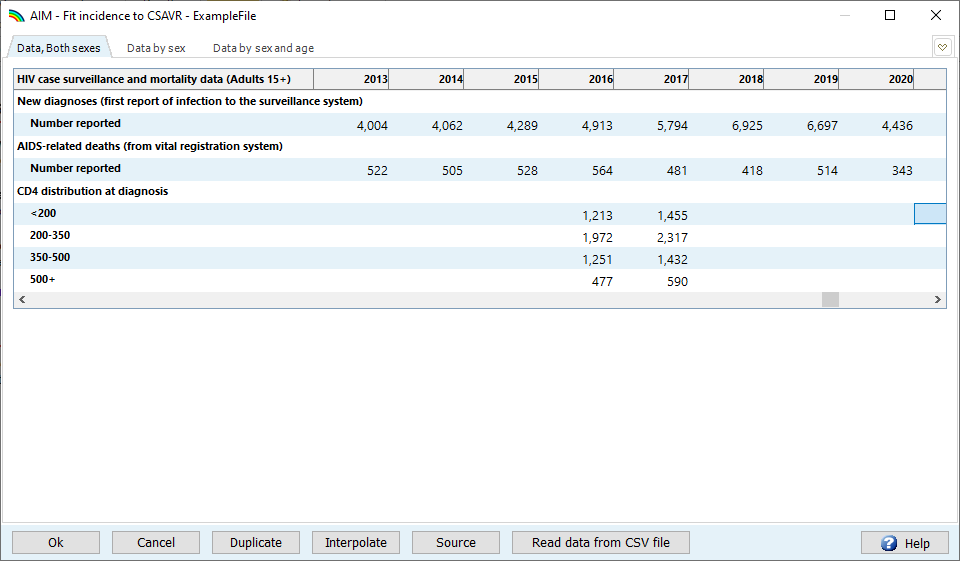 AIM - Fit incidence to CSAVR - ExampleFile
Data, Both sexes Data by sex Data by sex and age
HIV case surveillance and mortality data (Adults 15+) 2013 2014 2015 2016 2017 2018 2019 2020
New diagnoses (first report of infection to the surveillance system)
Number reported 4,004 4,062 4,289 4,913 5,794 6,925 6,697 4,436
AIDS-related deaths (from vital registration system)
Number reported 522 505 528 564 481 418 514 343
CD4 distribution at diagnosis
<200 1,213 1,455
200-350 1,972 2,317
350-500 1,251 1,432
500+ 477 590
Ok Cancel Duplicate Interpolate Source Read data from CSV file Help